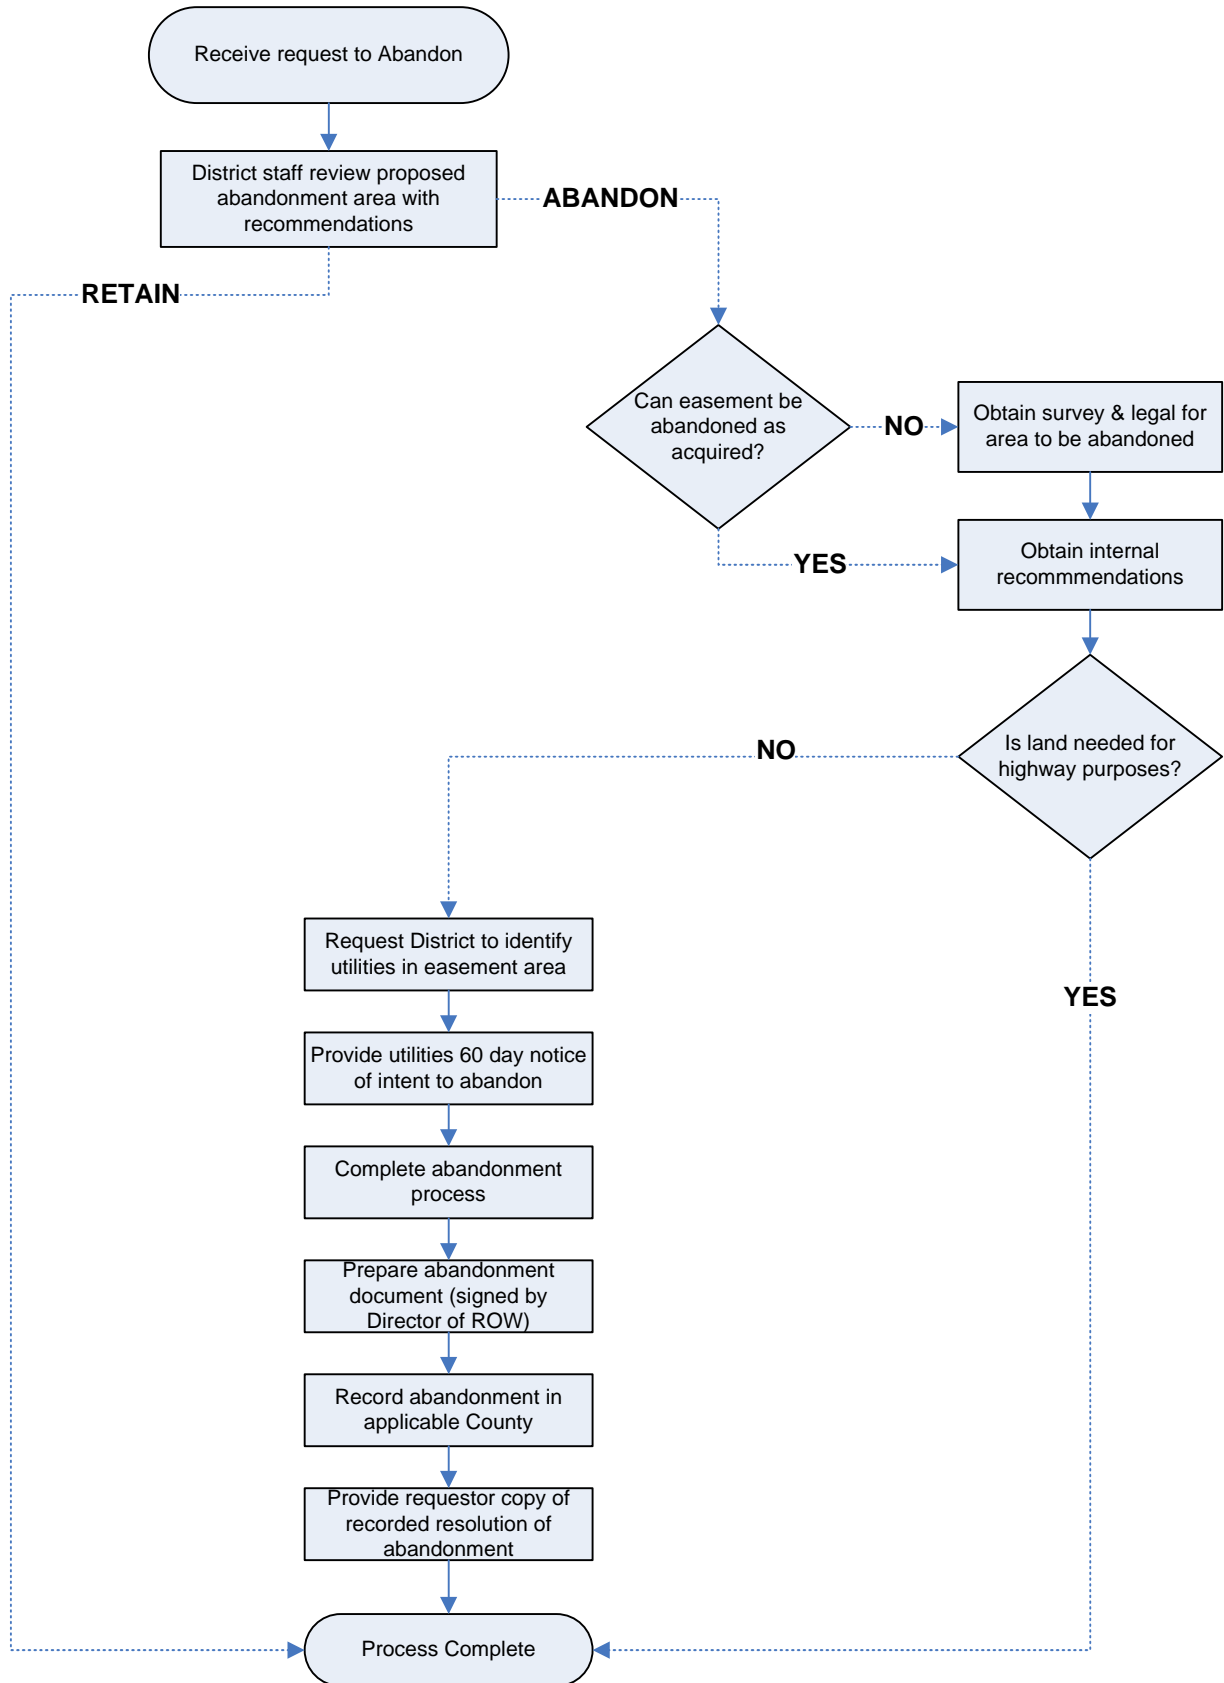 Receive request to Abandon
District staff review proposed
abandonment area with
recommendations
ABANDON
RETAIN
Can easement be
abandoned as
acquired?
NO
Obtain survey & legal for
area to be abandoned
YES
Obtain internal
recommmendations
Is land needed for
highway purposes?
NO
Request District to identify
utilities in easement area
YES
Provide utilities 60 day notice
of intent to abandon
Complete abandonment
process
Prepare abandonment
document (signed by
Director of ROW)
Record abandonment in
applicable County
Provide requestor copy of
recorded resolution of
abandonment
Process Complete